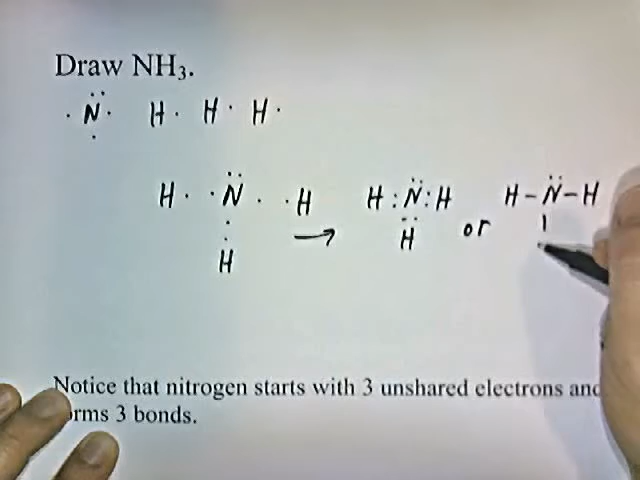 Draw NH₃.
· N̈ · H · H · H ·
H · · N̈ · · H → H : N̈ : H or H – N̈ – H
H H
Notice that nitrogen starts with 3 unshared electrons and
rms 3 bonds.